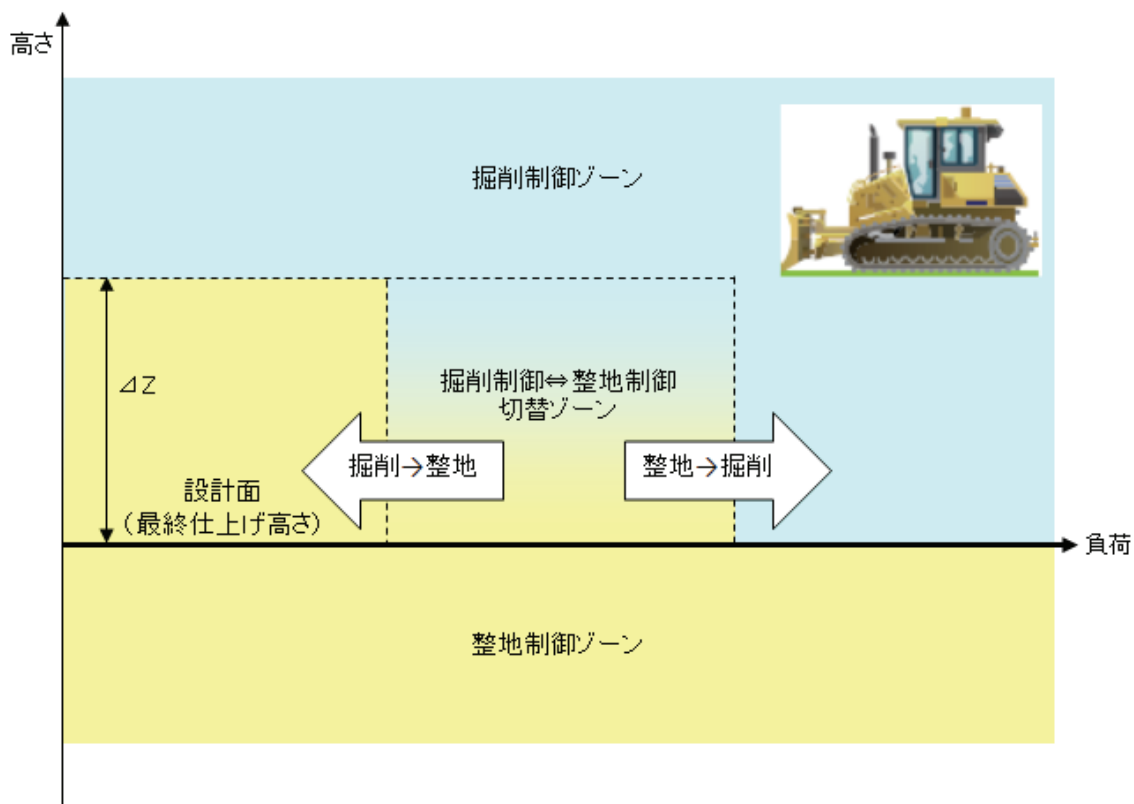 高さ
掘削制御ゾーン
⊿Z
掘削制御⇔整地制御
切替ゾーン
掘削→整地
整地→掘削
設計面
（最終仕上げ高さ）
負荷
整地制御ゾーン